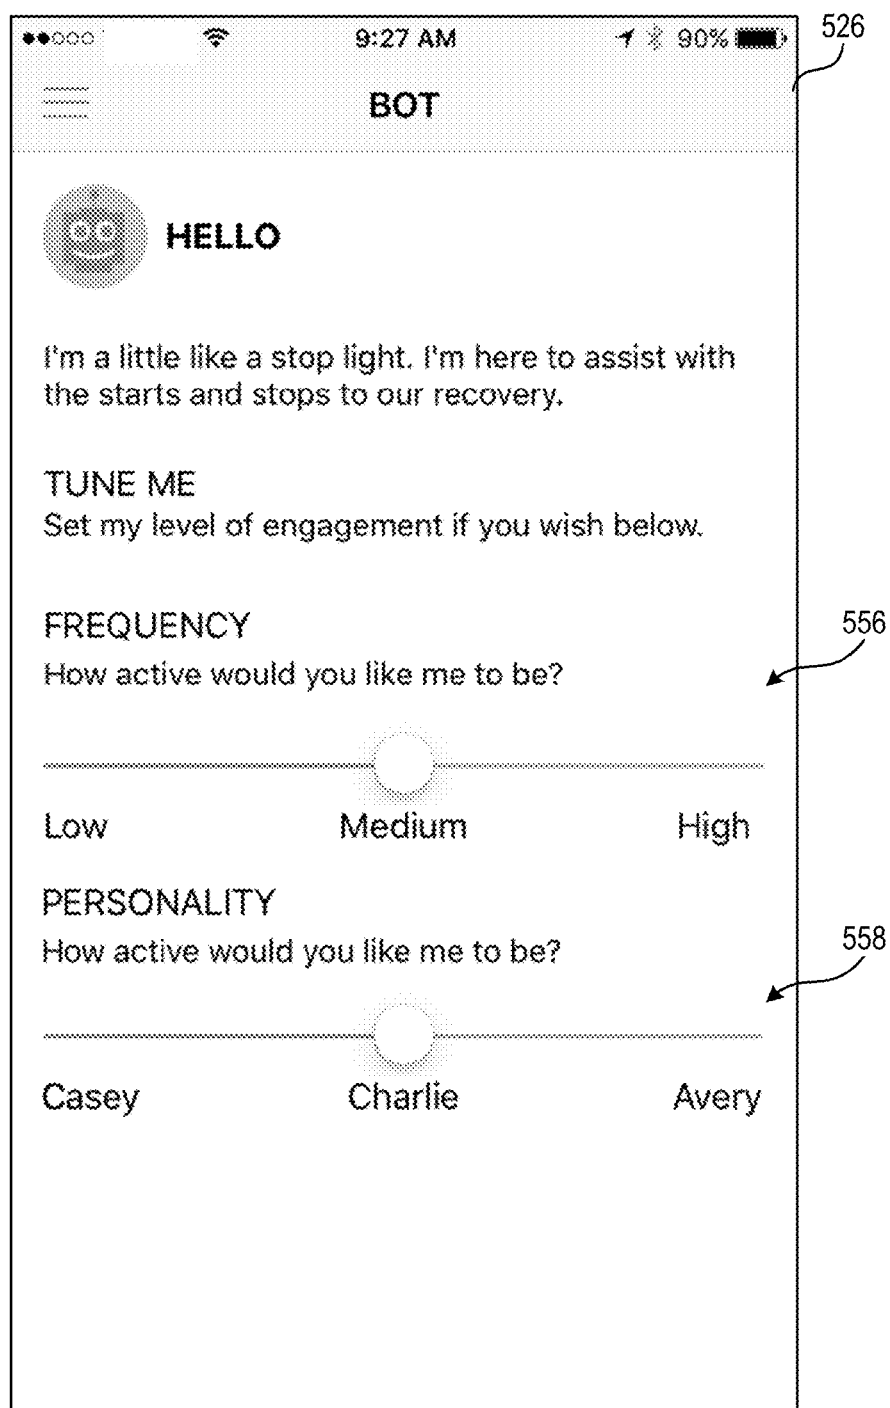 9:27 AM 90%
526
BOT
HELLO
I'm a little like a stop light. I'm here to assist with
the starts and stops to our recovery.
TUNE ME
Set my level of engagement if you wish below.
FREQUENCY
556
How active would you like me to be?
Low Medium High
PERSONALITY
How active would you like me to be?
558
Casey Charlie Avery